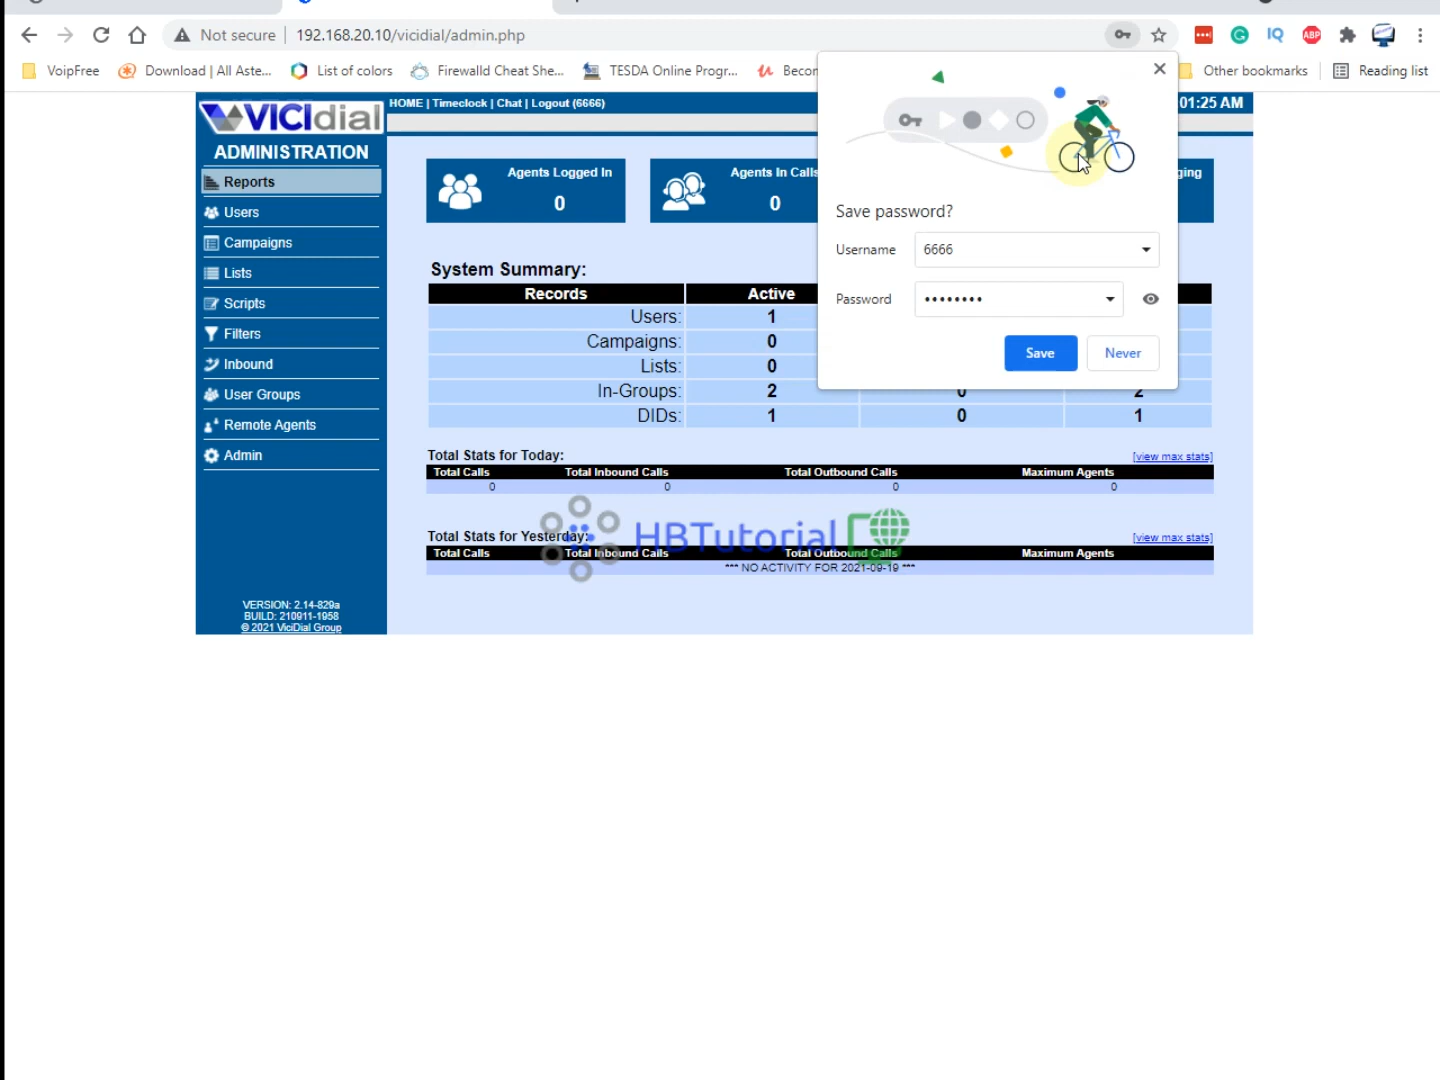 Not secure | 192.168.20.10/vicidial/admin.php
VoipFree Download | All Aste... List of colors Firewalld Cheat She... TESDA Online Progr... Becon Other bookmarks Reading list
VICIdial
HOME | Timeclock | Chat | Logout (6666)
01:25 AM
ADMINISTRATION
Reports
Users
Campaigns
Lists
Scripts
Filters
Inbound
User Groups
Remote Agents
Admin
VERSION: 2.14-829a
BUILD: 210911-1958
© 2021 ViciDial Group
Agents Logged In
0
Agents In Calls
0
ging
Save password?
Username 6666
Password ••••••••
Save Never
System Summary:
Records Active
Users: 1
Campaigns: 0
Lists: 0
In-Groups: 2 0 2
DIDs: 1 0 1
Total Stats for Today: [view max stats]
Total Calls Total Inbound Calls Total Outbound Calls Maximum Agents
0 0 0 0
HBTutorial
Total Stats for Yesterday: [view max stats]
Total Calls Total Inbound Calls Total Outbound Calls Maximum Agents
*** NO ACTIVITY FOR 2021-09-19 ***